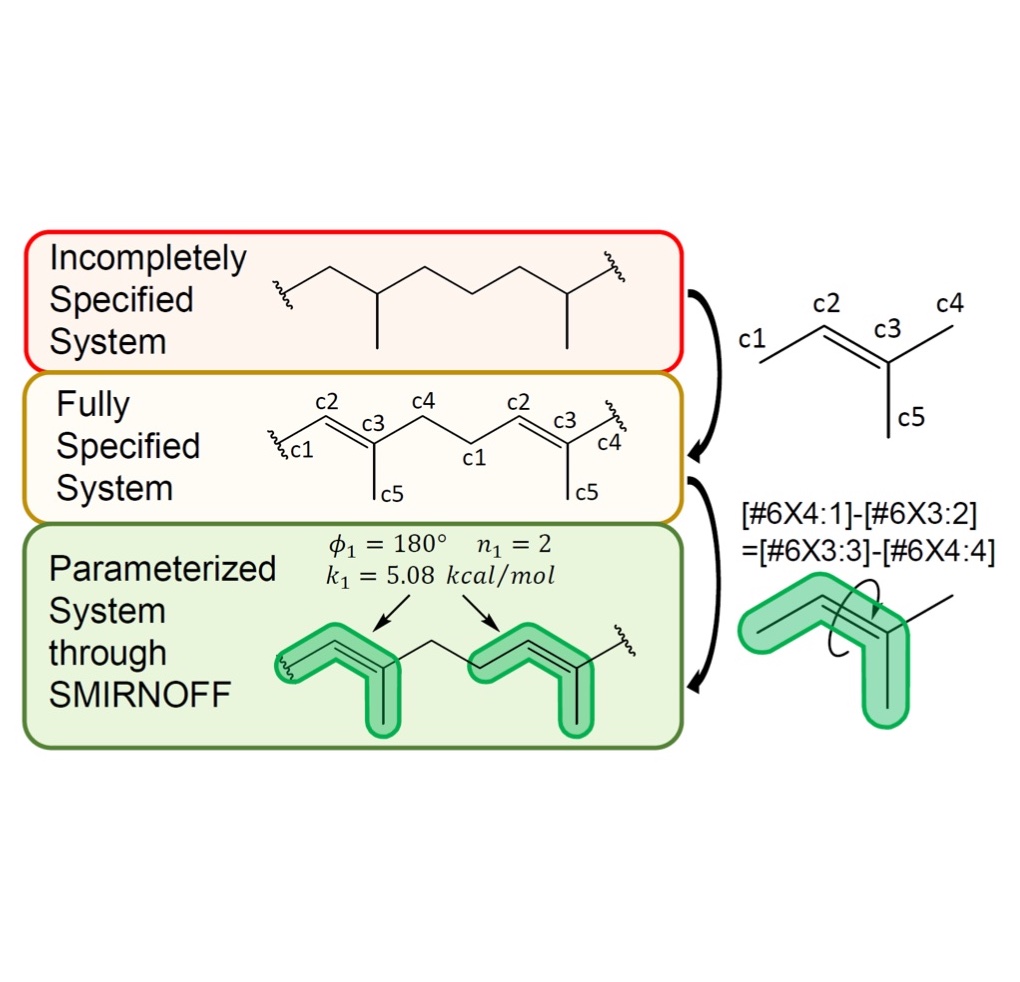 Incompletely
Specified
System
Fully
Specified
System
c2
c4
c2
c3
c3
c1
c1
c4
c5
c5
ϕ₁ = 180° n₁ = 2
k₁ = 5.08 kcal/mol
Parameterized
System
through
SMIRNOFF
c2
c4
c1
c3
c5
[#6X4:1]-[#6X3:2]
=[#6X3:3]-[#6X4:4]